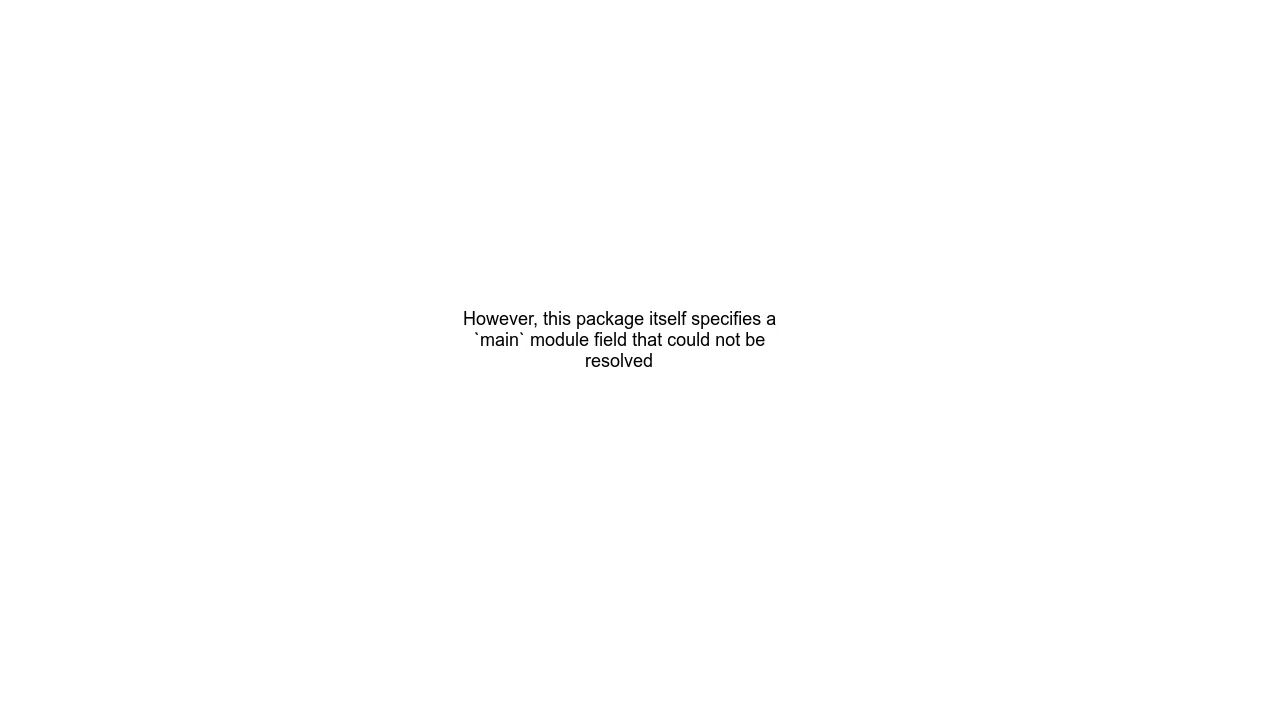 However, this package itself specifies a
`main` module field that could not be
resolved